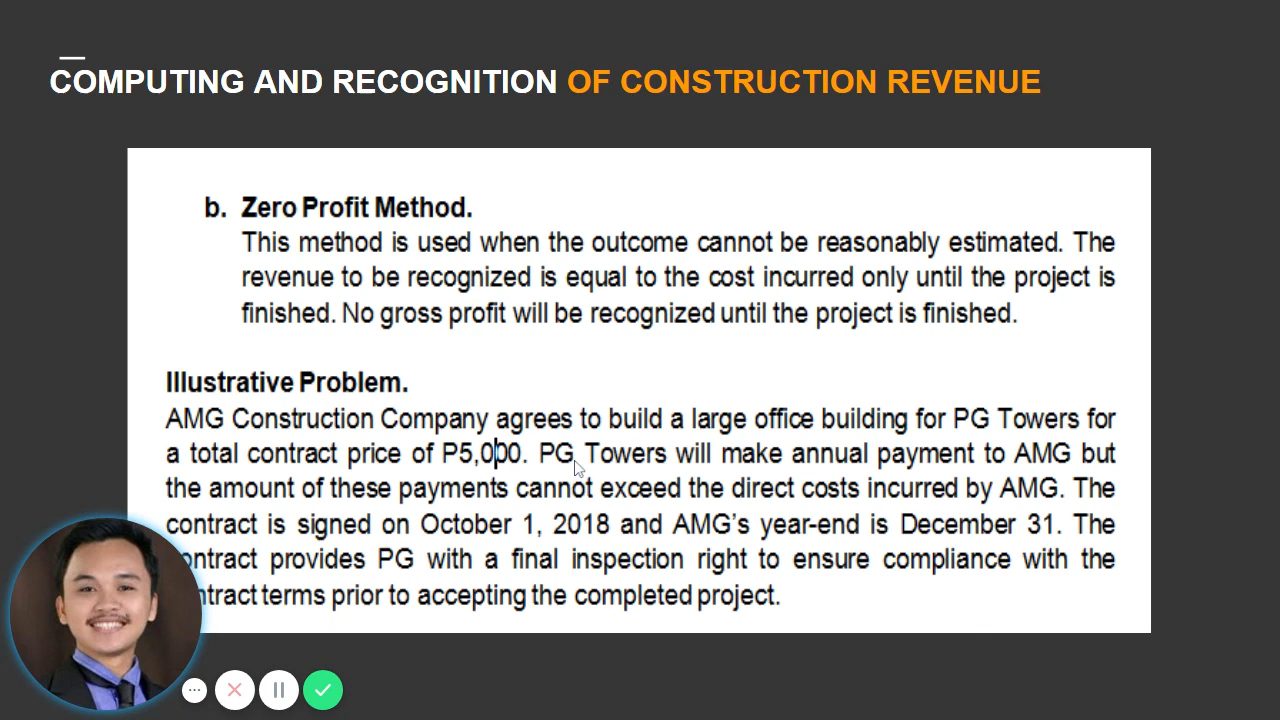 COMPUTING AND RECOGNITION OF CONSTRUCTION REVENUE
b. Zero Profit Method.
This method is used when the outcome cannot be reasonably estimated. The
revenue to be recognized is equal to the cost incurred only until the project is
finished. No gross profit will be recognized until the project is finished.
Illustrative Problem.
AMG Construction Company agrees to build a large office building for PG Towers for
a total contract price of P5,000. PG Towers will make annual payment to AMG but
the amount of these payments cannot exceed the direct costs incurred by AMG. The
contract is signed on October 1, 2018 and AMG's year-end is December 31. The
contract provides PG with a final inspection right to ensure compliance with the
contract terms prior to accepting the completed project.